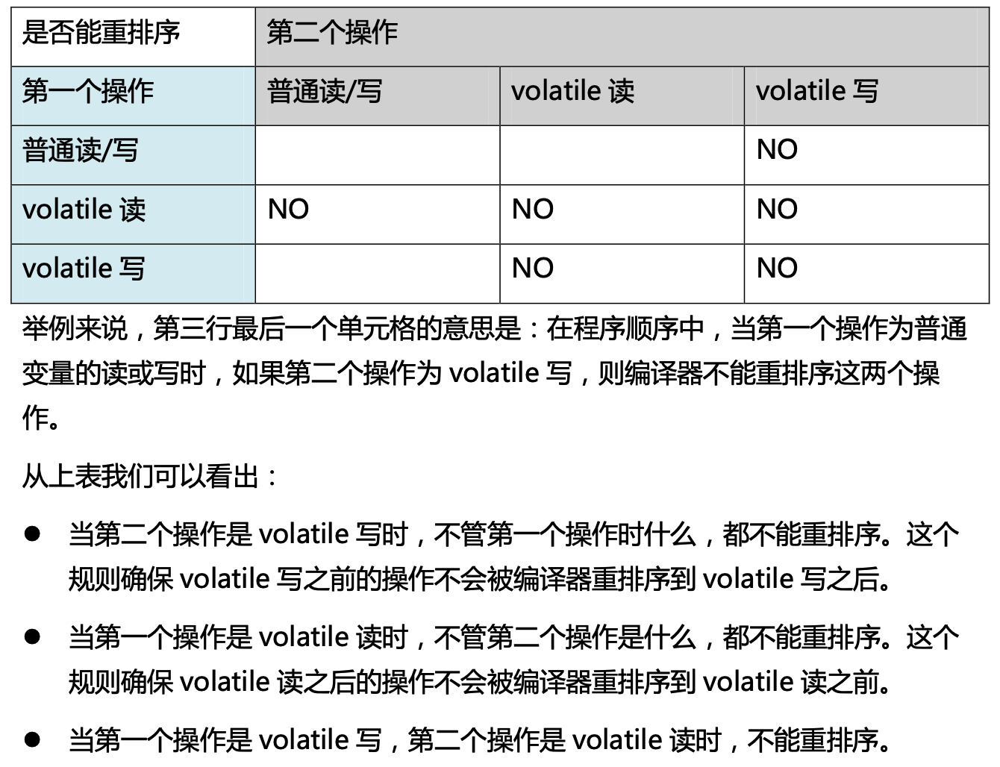 是否能重排序 第二个操作
第一个操作 普通读/写 volatile 读 volatile 写
普通读/写 NO
volatile 读 NO NO NO
volatile 写 NO NO
举例来说，第三行最后一个单元格的意思是：在程序顺序中，当第一个操作为普通
变量的读或写时，如果第二个操作为 volatile 写，则编译器不能重排序这两个操
作。
从上表我们可以看出：
● 当第二个操作是 volatile 写时，不管第一个操作时什么，都不能重排序。这个
规则确保 volatile 写之前的操作不会被编译器重排序到 volatile 写之后。
● 当第一个操作是 volatile 读时，不管第二个操作是什么，都不能重排序。这个
规则确保 volatile 读之后的操作不会被编译器重排序到 volatile 读之前。
● 当第一个操作是 volatile 写，第二个操作是 volatile 读时，不能重排序。